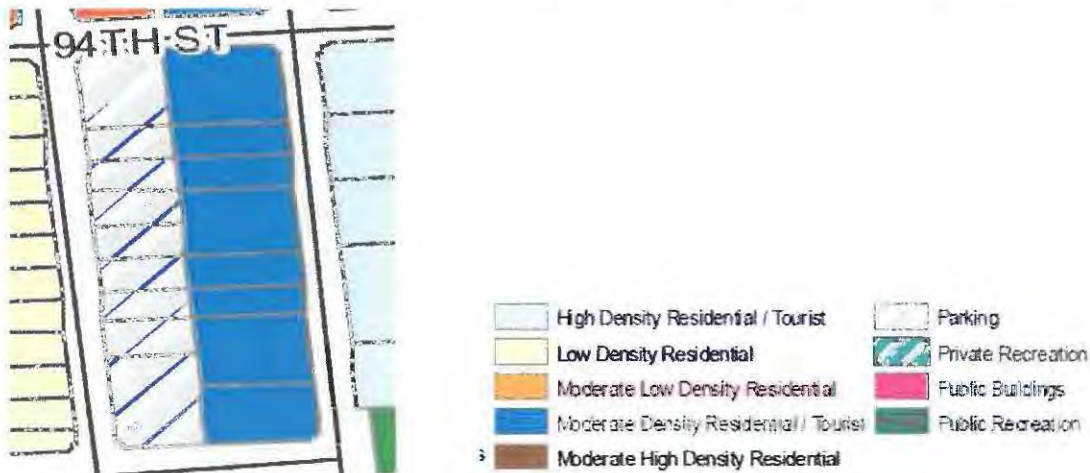 94TH ST
High Density Residential / Tourist
Low Density Residential
Moderate Low Density Residential
Moderate Density Residential / Tourist
s
Moderate High Density Residential
Parking
Private Recreation
Public Buildings
Public Recreation